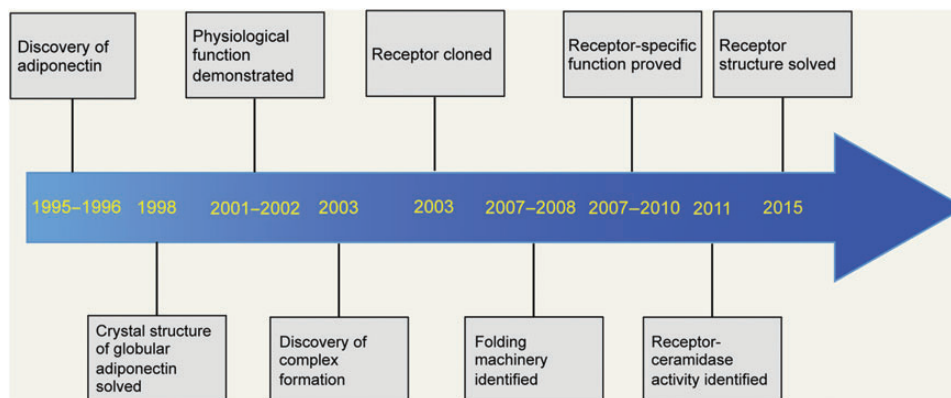 Discovery of
adiponectin
Physiological
function
demonstrated
Receptor cloned
Receptor-specific
function proved
Receptor
structure solved
1995–1996 1998 2001–2002 2003 2003 2007–2008 2007–2010 2011 2015
Crystal structure
of globular
adiponectin
solved
Discovery of
complex
formation
Folding
machinery
identified
Receptor-
ceramidase
activity identified